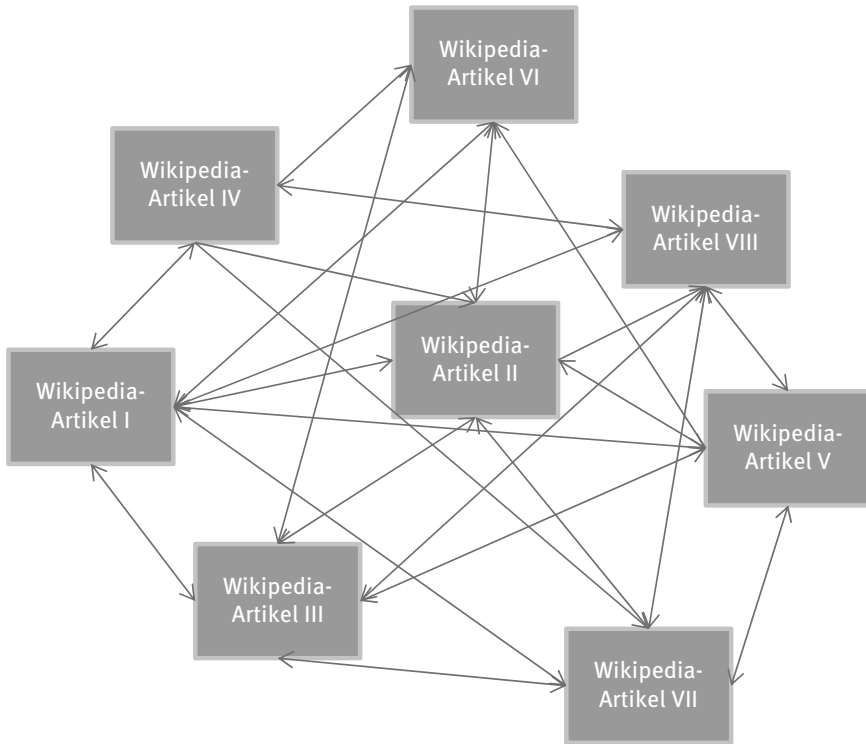 Wikipedia-
Artikel VI
Wikipedia-
Artikel IV
Wikipedia-
Artikel VIII
Wikipedia-
Artikel II
Wikipedia-
Artikel I
Wikipedia-
Artikel V
Wikipedia-
Artikel III
Wikipedia-
Artikel VII